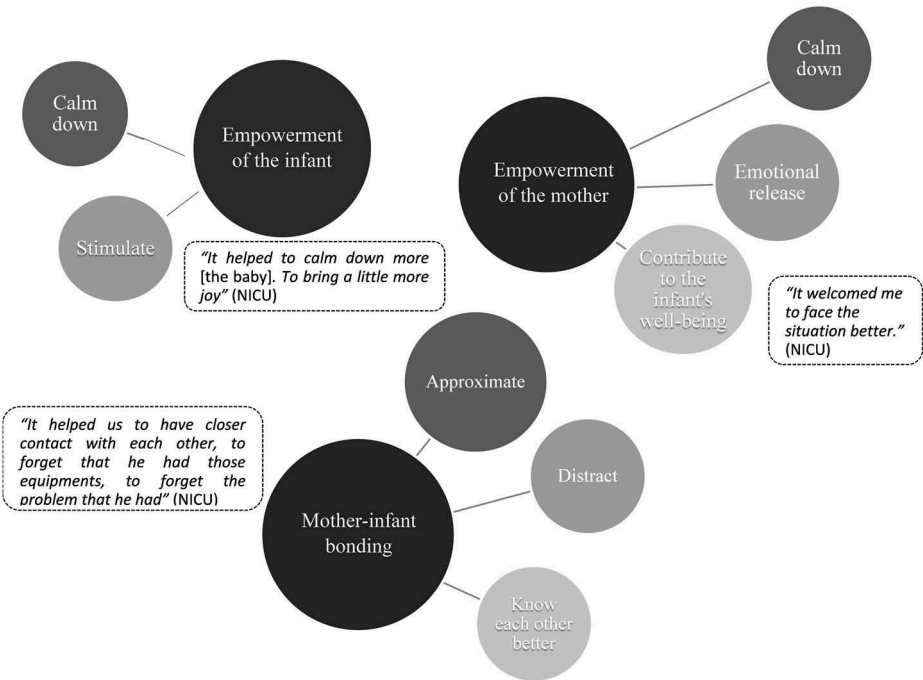 Calm
down
Empowerment
of the infant
Stimulate
“It helped to calm down more
[the baby]. To bring a little more
joy” (NICU)
Calm
down
Empowerment
of the mother
Emotional
release
Contribute
to the
infant's
well-being
“It welcomed me
to face the
situation better.”
(NICU)
Approximate
“It helped us to have closer
contact with each other, to
forget that he had those
equipments, to forget the
problem that he had” (NICU)
Distract
Mother-infant
bonding
Know
each other
better